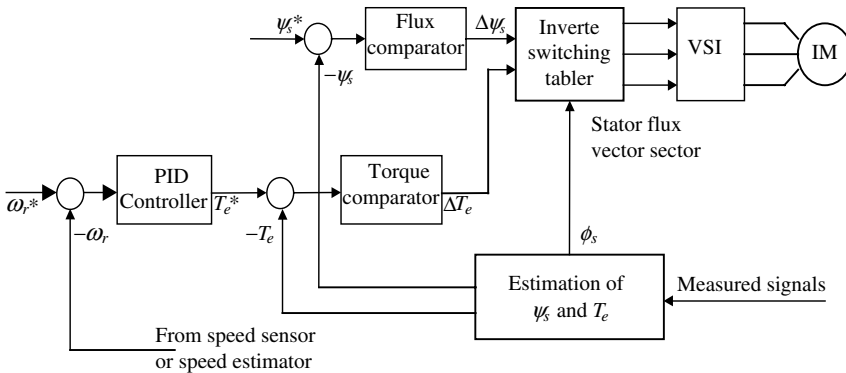 ψs*
−ψs
Flux
comparator
Δψs
Inverte
switching
tabler
VSI
IM
Stator flux
vector sector
ωr*
−ωr
PID
Controller
Te*
−Te
Torque
comparator
ΔTe
ϕs
Estimation of
ψs and Te
Measured signals
From speed sensor
or speed estimator